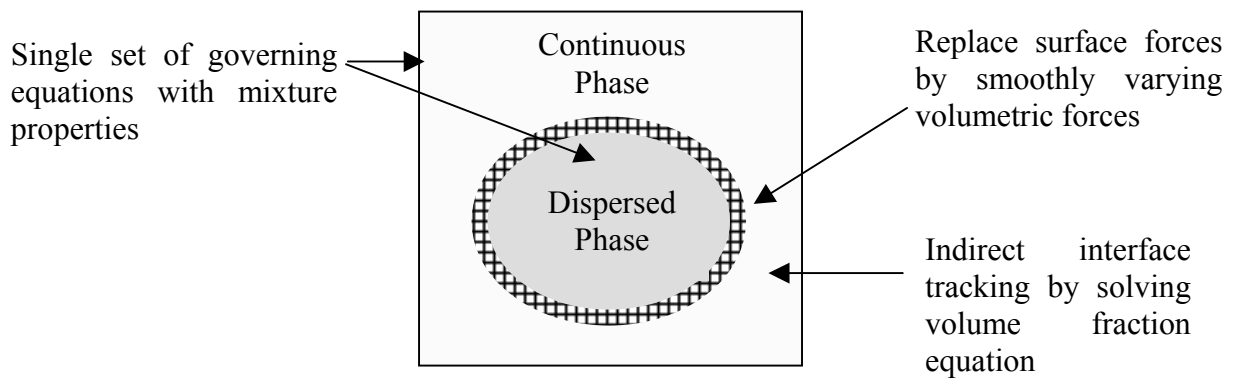 Single set of governing
equations with mixture
properties
Continuous
Phase
Dispersed
Phase
Replace surface forces
by smoothly varying
volumetric forces
Indirect interface
tracking by solving
volume fraction
equation